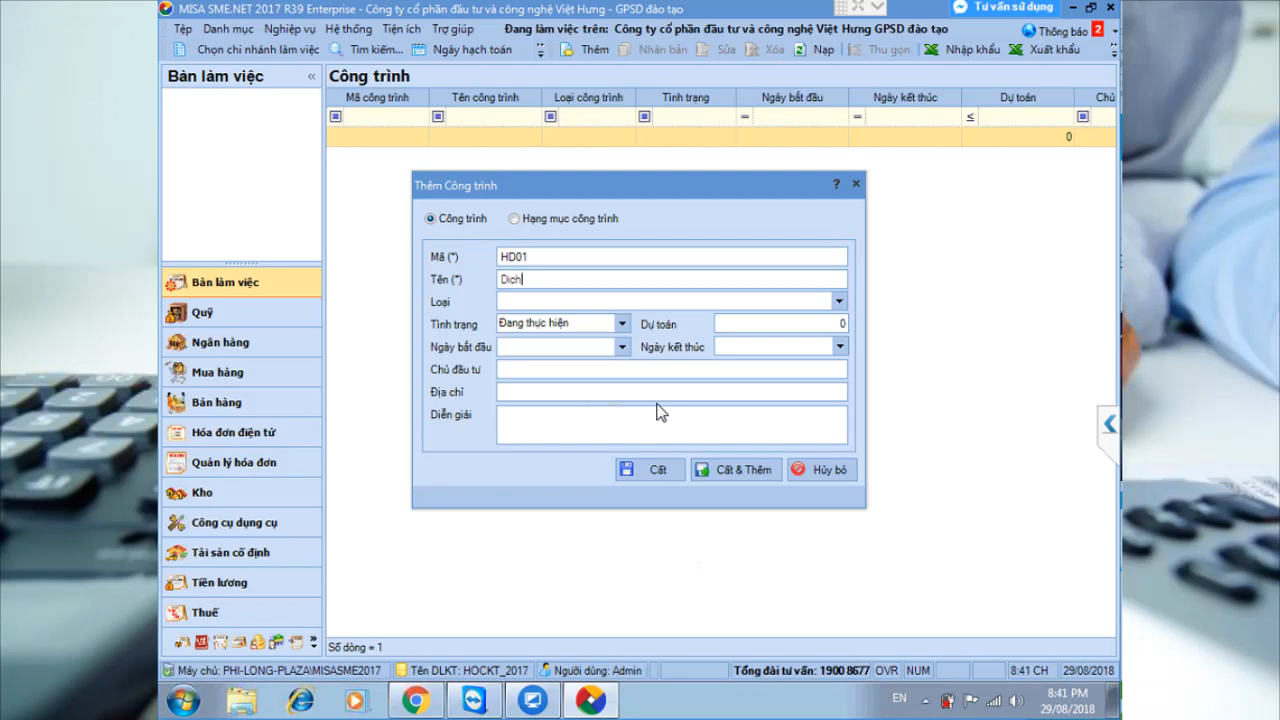 MISA SME.NET 2017 R39 Enterprise - Công ty cổ phần đầu tư và công nghệ Việt Hưng - GPSD đào tạo
Tư vấn sử dụng
Tệp Danh mục Nghiệp vụ Hệ thống Tiện ích Trợ giúp Đang làm việc trên: Công ty cổ phần đầu tư và công nghệ Việt Hưng GPSD đào tạo Thông báo 2
Chọn chi nhánh làm việc Tìm kiếm... Ngày hạch toán Thêm Nhân bản Sửa Xóa Nạp Thu gọn Nhập khẩu Xuất khẩu
Bàn làm việc «
Công trình
Mã công trình Tên công trình Loại công trình Tình trạng Ngày bắt đầu Ngày kết thúc Dự toán Chủ
= = ≤
0
Thêm Công trình ?
Công trình Hạng mục công trình
Mã (*) HD01
Tên (*) Dich
Loại
Tình trạng Đang thực hiện Dự toán 0
Ngày bắt đầu Ngày kết thúc
Chủ đầu tư
Địa chỉ
Diễn giải
Cất Cất & Thêm Hủy bỏ
Bàn làm việc
Quỹ
Ngân hàng
Mua hàng
Bán hàng
Hóa đơn điện tử
Quản lý hóa đơn
Kho
Công cụ dụng cụ
Tài sản cố định
Tiền lương
Thuế
Số dòng = 1
Máy chủ: PHI-LONG-PLAZA\MISASME2017 Tên DLKT: HOCKT_2017 Người dùng: Admin Tổng đài tư vấn: 1900 8677 OVR NUM 8:41 CH 29/08/2018
EN 8:41 PM
29/08/2018